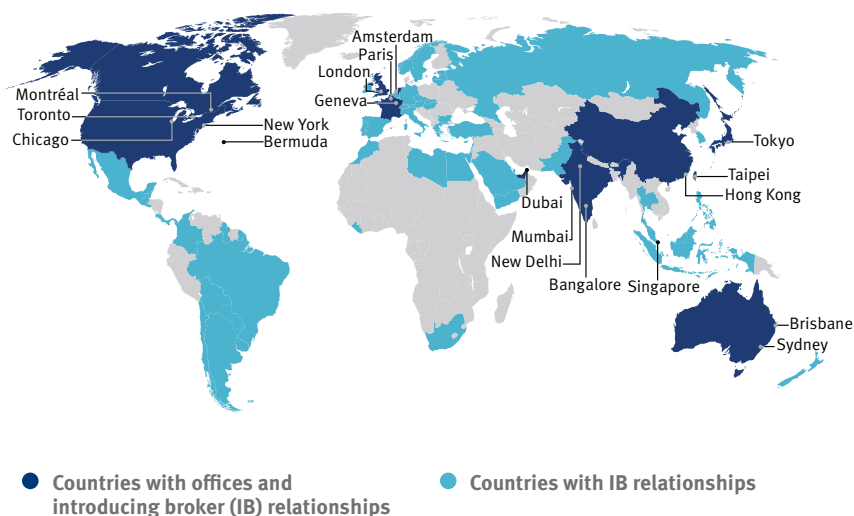 Amsterdam
Paris
London
Geneva
Montréal
Toronto
Chicago
New York
Bermuda
Tokyo
Taipei
Hong Kong
Dubai
Mumbai
New Delhi
Bangalore
Singapore
Brisbane
Sydney
Countries with offices and
introducing broker (IB) relationships
Countries with IB relationships